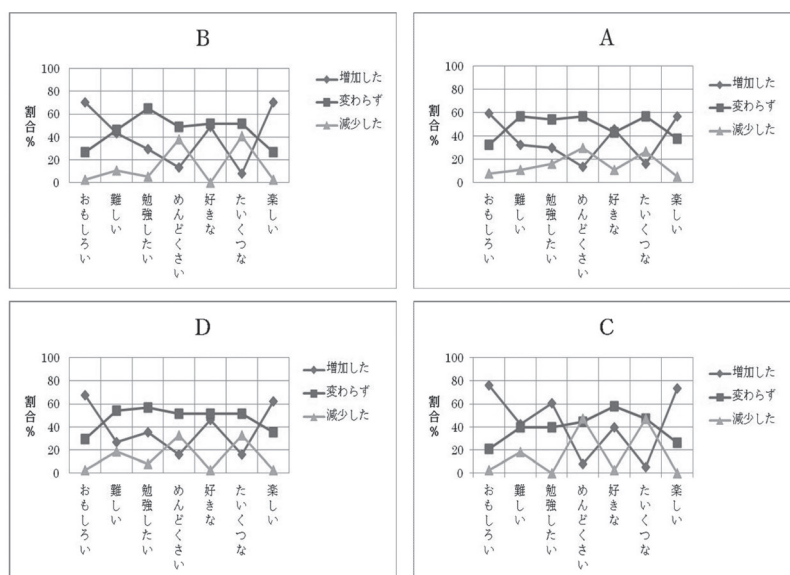 B
100
80
60
40
20
0
割合%
おもしろい
難しい
勉強したい
めんどくさい
好きな
たいくつな
楽しい
増加した
変わらず
減少した
A
100
80
60
40
20
0
割合%
おもしろい
難しい
勉強したい
めんどくさい
好きな
たいくつな
楽しい
増加した
変わらず
減少した
D
100
80
60
40
20
0
割合%
おもしろい
難しい
勉強したい
めんどくさい
好きな
たいくつな
楽しい
増加した
変わらず
減少した
C
100
80
60
40
20
0
割合%
おもしろい
難しい
勉強したい
めんどくさい
好きな
たいくつな
楽しい
増加した
変わらず
減少した